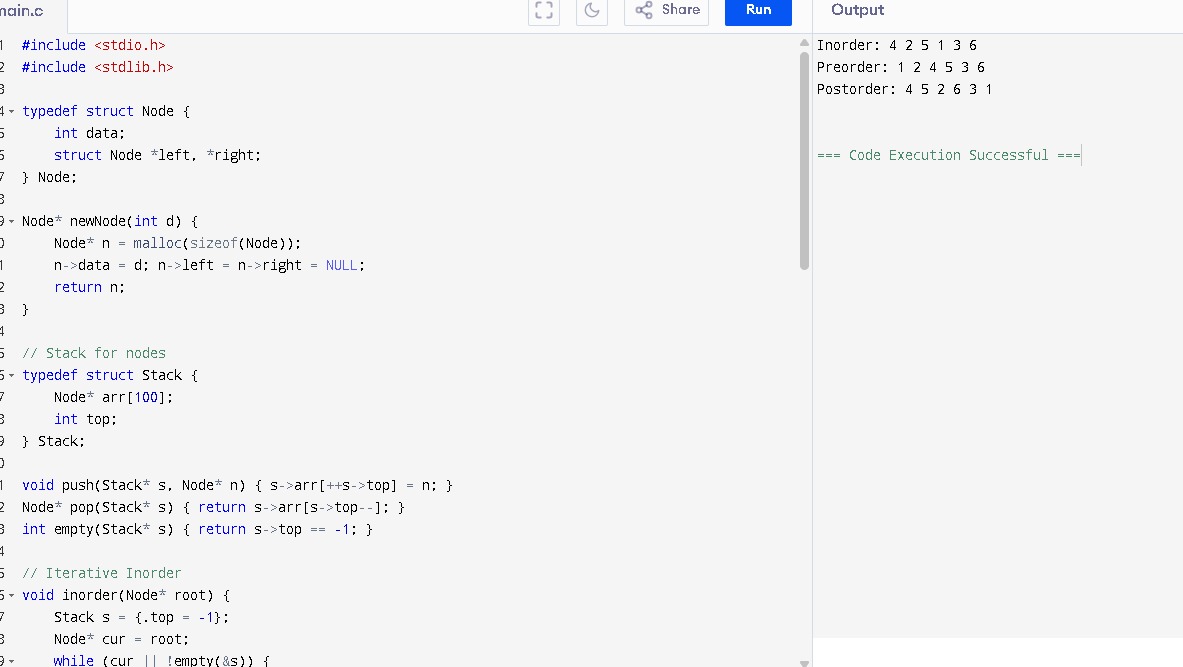 main.c
Share
Run
Output
1 #include <stdio.h>
2 #include <stdlib.h>
3
4 typedef struct Node {
5     int data;
6     struct Node *left, *right;
7 } Node;
8
9 Node* newNode(int d) {
0     Node* n = malloc(sizeof(Node));
1     n->data = d; n->left = n->right = NULL;
2     return n;
3 }
4
5 // Stack for nodes
6 typedef struct Stack {
7     Node* arr[100];
8     int top;
9 } Stack;
0
1 void push(Stack* s, Node* n) { s->arr[++s->top] = n; }
2 Node* pop(Stack* s) { return s->arr[s->top--]; }
3 int empty(Stack* s) { return s->top == -1; }
4
5 // Iterative Inorder
6 void inorder(Node* root) {
7     Stack s = {.top = -1};
8     Node* cur = root;
9     while (cur || !empty(&s)) {
Inorder: 4 2 5 1 3 6
Preorder: 1 2 4 5 3 6
Postorder: 4 5 2 6 3 1
=== Code Execution Successful ===